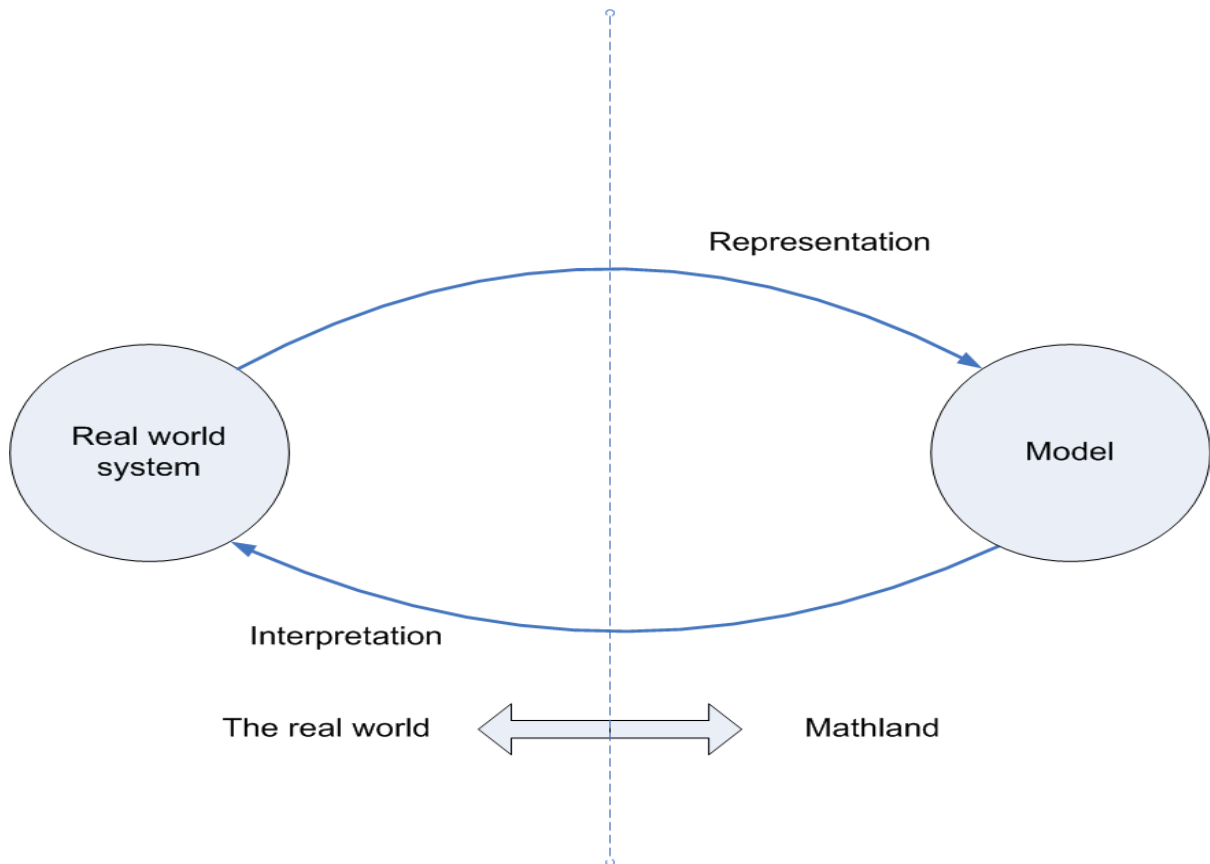 Representation
Real world
system
Model
Interpretation
The real world
Mathland